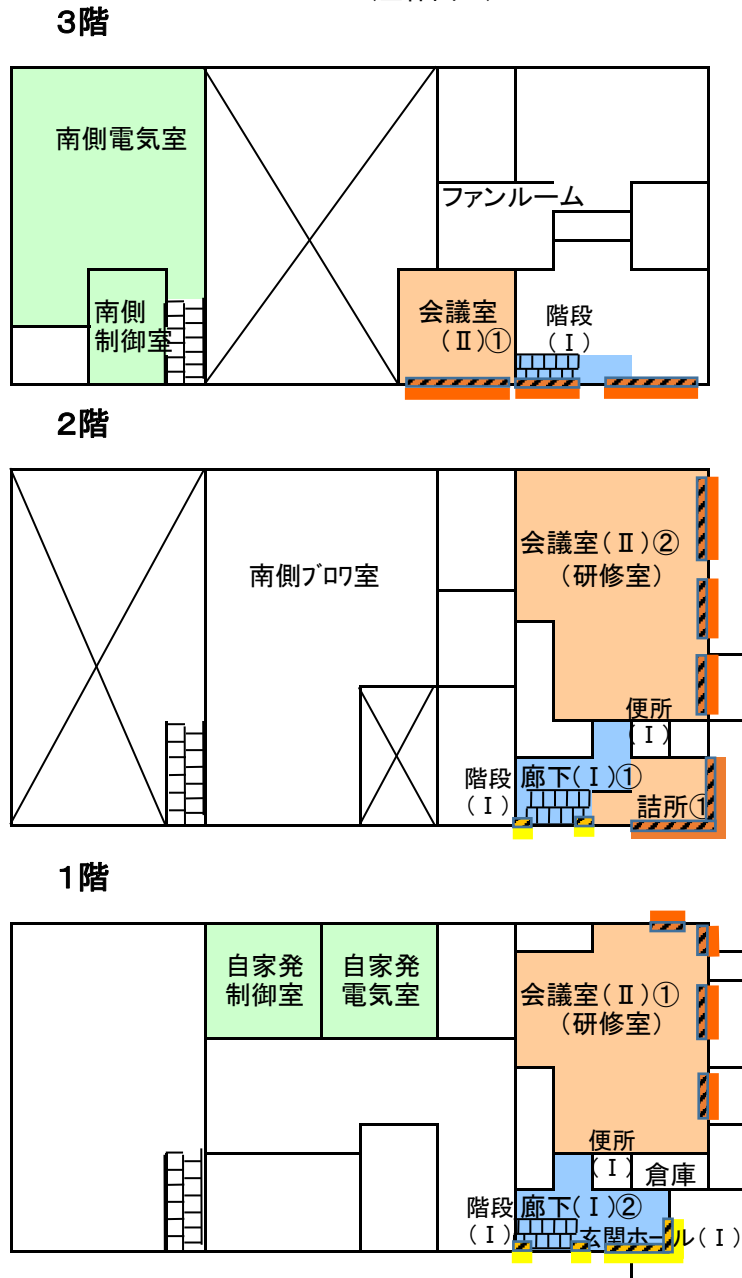 3階
南側電気室
ファンルーム
南側
制御室
会議室
(Ⅱ)①
階段
(Ⅰ)
2階
会議室(Ⅱ)②
(研修室)
南側ブロワ室
便所
(Ⅰ)
階段
(Ⅰ)
廊下(Ⅰ)①
詰所①
1階
自家発
制御室
自家発
電気室
会議室(Ⅱ)①
(研修室)
便所
(Ⅰ)
倉庫
階段
(Ⅰ)
廊下(Ⅰ)②
玄関ホール(Ⅰ)